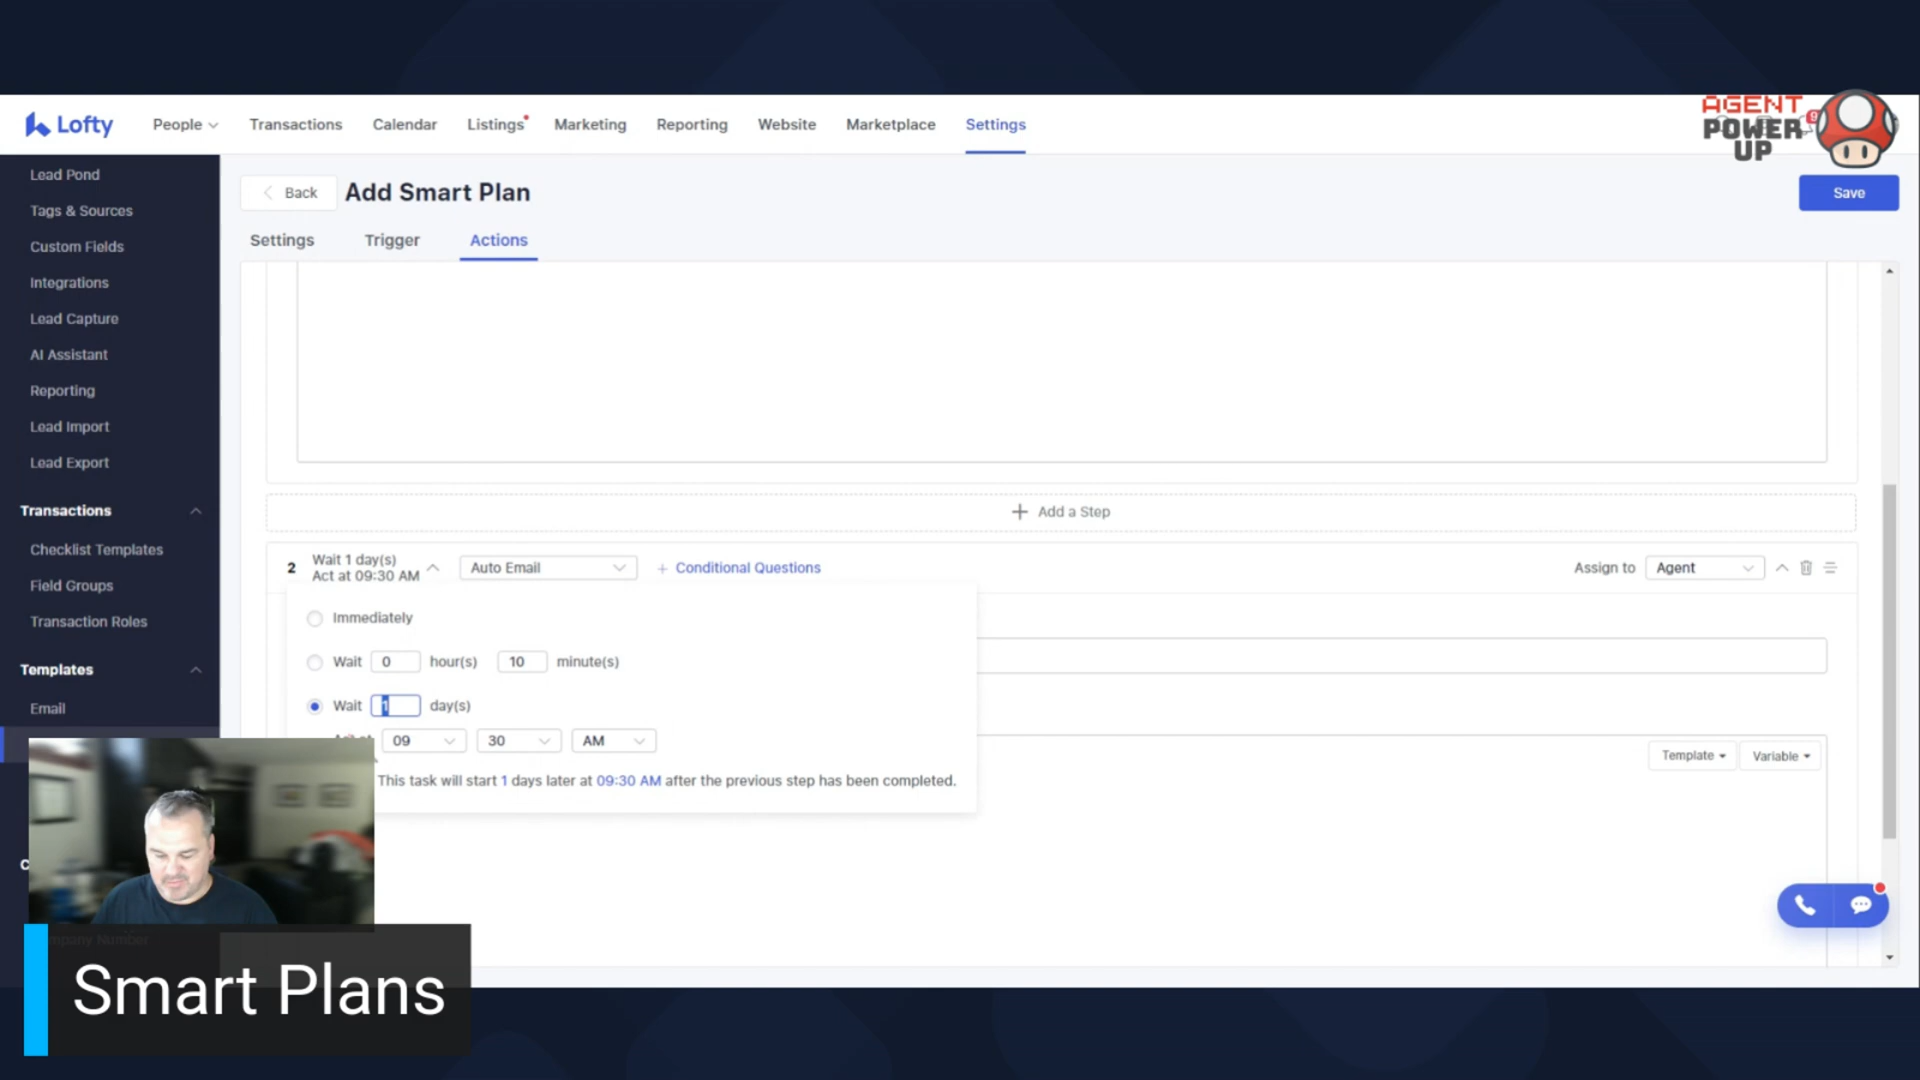 Lofty
People
Transactions
Calendar
Listings
Marketing
Reporting
Website
Marketplace
Settings
AGENT
POWER
UP
9
Lead Pond
Tags & Sources
Custom Fields
Integrations
Lead Capture
AI Assistant
Reporting
Lead Import
Lead Export
Transactions
Checklist Templates
Field Groups
Transaction Roles
Templates
Email
Back
Add Smart Plan
Save
Settings
Trigger
Actions
Add a Step
2
Wait 1 day(s)
Act at 09:30 AM
Auto Email
+ Conditional Questions
Assign to
Agent
Immediately
Wait 0 hour(s) 10 minute(s)
Wait 1 day(s)
09 30 AM
This task will start 1 days later at 09:30 AM after the previous step has been completed.
Template
Variable
Number
Smart Plans